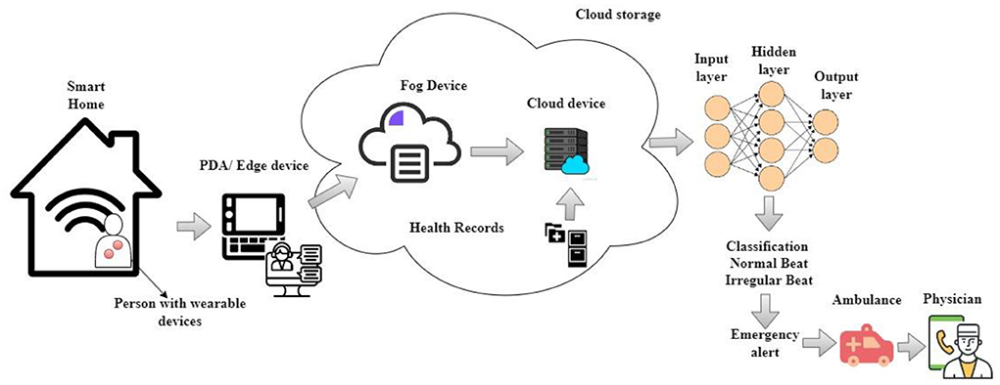 Smart
Home
Person with wearable
devices
PDA/ Edge device
Cloud storage
Fog Device
Cloud device
Health Records
Input
layer
Hidden
layer
Output
layer
Classification
Normal Beat
Irregular Beat
Emergency
alert
Ambulance
Physician